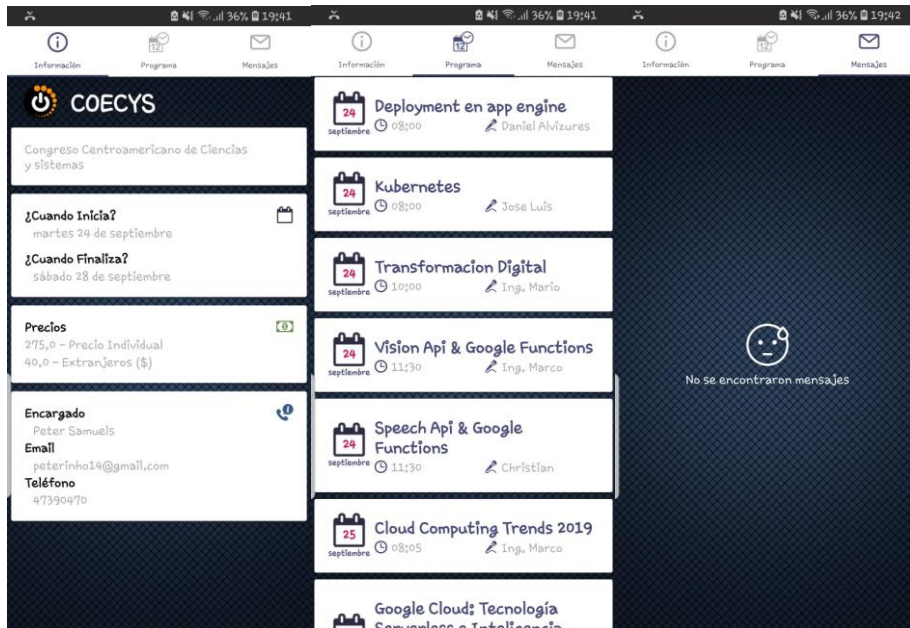 36% 19:41
Información
Programa
Mensajes
COECYS
Congreso Centroamericano de Ciencias
y sistemas
¿Cuando Inicia?
martes 24 de septiembre
¿Cuando Finaliza?
sábado 28 de septiembre
Precios
275.0 - Precio Individual
40.0 - Extranjeros ($)
Encargado
Peter Samuels
Email
peterinho14@gmail.com
Teléfono
47390470
36% 19:41
Información
12
Programa
Mensajes
24
septiembre
Deployment en app engine
08:00
Daniel Alvizures
24
septiembre
Kubernetes
08:00
Jose Luis
24
septiembre
Transformacion Digital
10:00
Ing. Mario
24
septiembre
Vision Api & Google Functions
11:30
Ing. Marco
24
septiembre
Speech Api & Google
Functions
11:30
Christian
25
septiembre
Cloud Computing Trends 2019
08:05
Ing. Marco
Google Cloud: Tecnología
36% 19:42
Información
12
Programa
Mensajes
No se encontraron mensajes